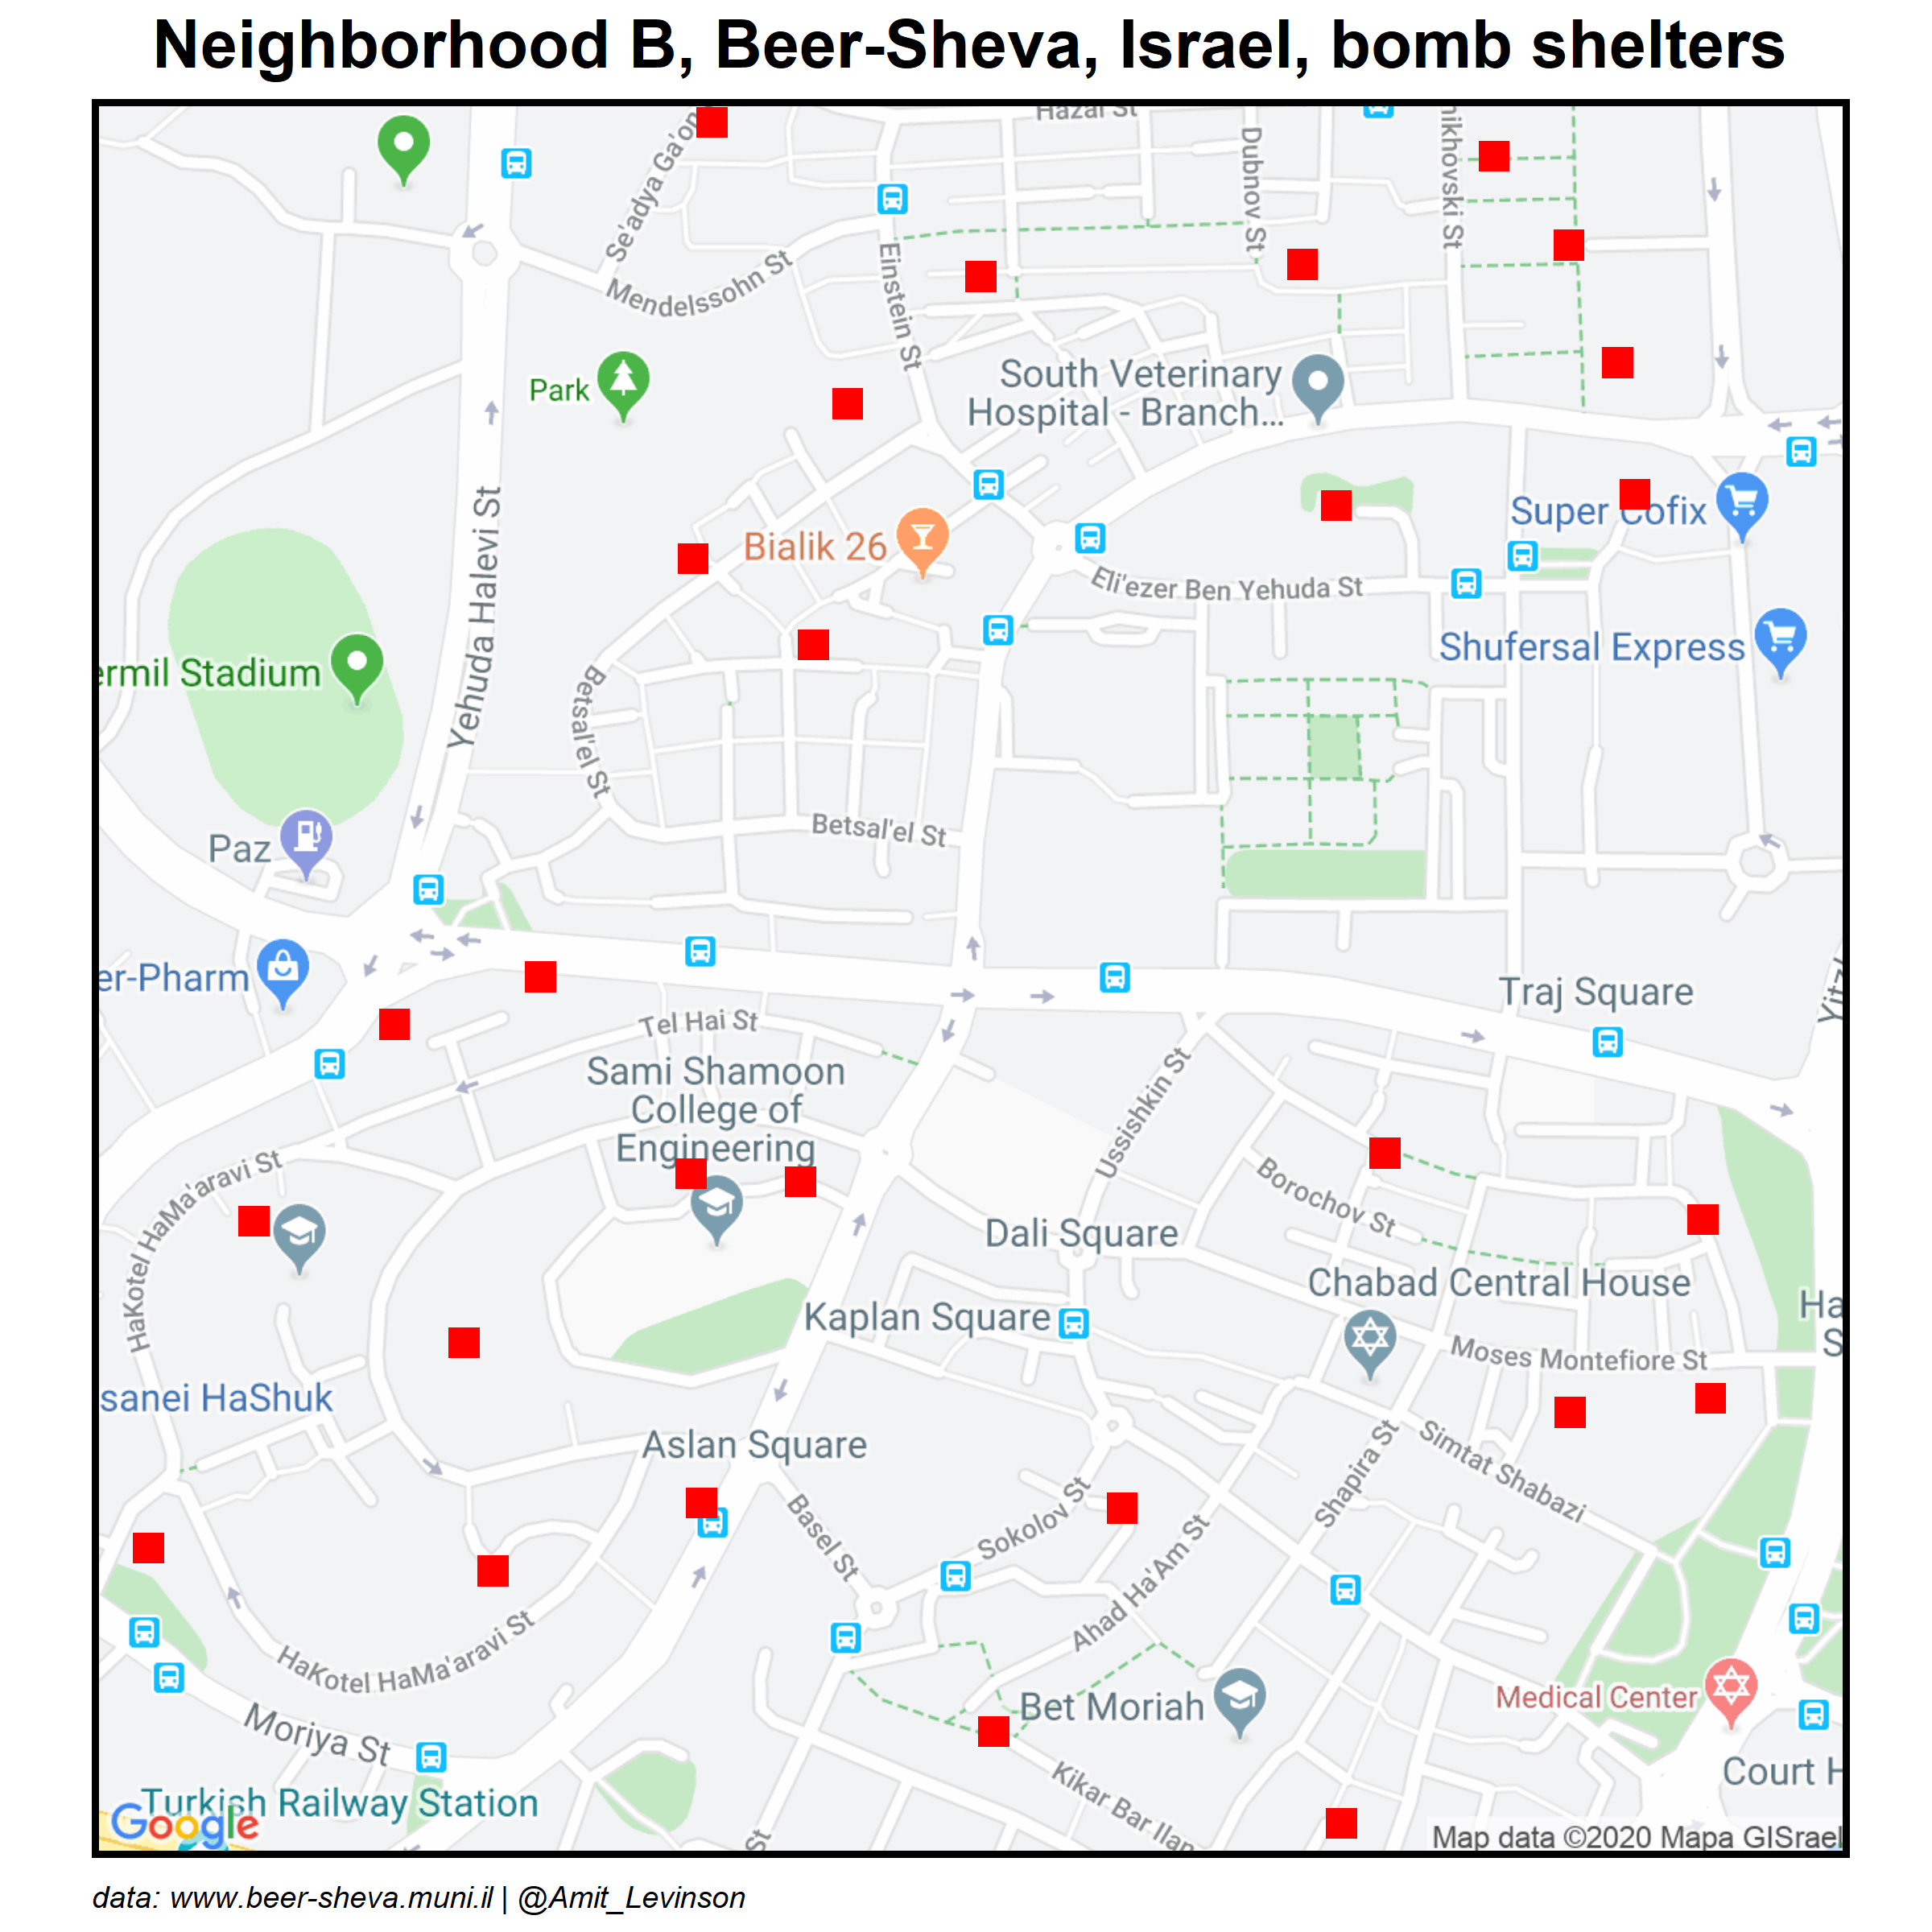 Neighborhood B, Beer-Sheva, Israel, bomb shelters
Hazal St
Se'adya Ga'on
Dubnov St
nikhovski St
Mendelssohn St
Einstein St
Park
South Veterinary
Hospital - Branch...
Yehuda Halevi St
Bialik 26
Super Cofix
Eli'ezer Ben Yehuda St
ermil Stadium
Shufersal Express
Betsal'el St
Betsal'el St
Paz
er-Pharm
Traj Square
Yitz
Tel Hai St
Sami Shamoon
College of
Engineering
Ussishkin St
HaKotel HaMa'aravi St
Borochov St
Dali Square
Chabad Central House
Kaplan Square
Ha
S
Moses Montefiore St
sanei HaShuk
Aslan Square
Simtat Shabazi
Shapira St
Basel St
Sokolov St
Ahad Ha'Am St
HaKotel HaMa'aravi St
Bet Moriah
Medical Center
Moriya St
Court H
Kikar Bar Ilan
Turkish Railway Station
Google
St
Map data ©2020 Mapa GISrael
data: www.beer-sheva.muni.il | @Amit_Levinson